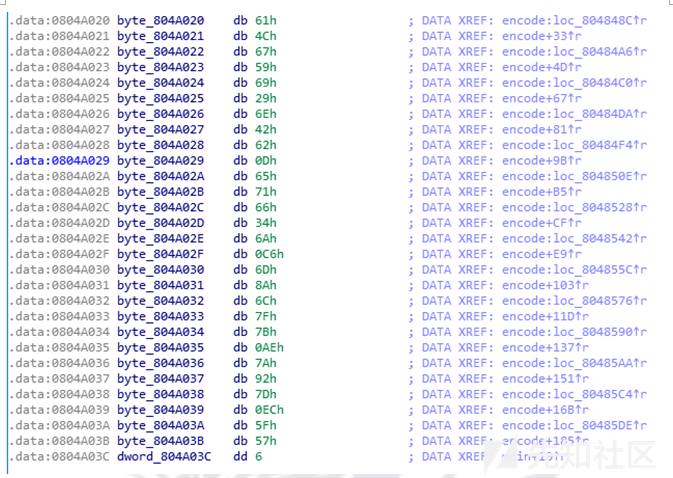 .data:0804A020 byte_804A020 db 61h ; DATA XREF: encode:loc_804848C↑r
.data:0804A021 byte_804A021 db 4Ch ; DATA XREF: encode+33↑r
.data:0804A022 byte_804A022 db 67h ; DATA XREF: encode:loc_80484A6↑r
.data:0804A023 byte_804A023 db 59h ; DATA XREF: encode+4D↑r
.data:0804A024 byte_804A024 db 69h ; DATA XREF: encode:loc_80484C0↑r
.data:0804A025 byte_804A025 db 29h ; DATA XREF: encode+67↑r
.data:0804A026 byte_804A026 db 6Eh ; DATA XREF: encode:loc_80484DA↑r
.data:0804A027 byte_804A027 db 42h ; DATA XREF: encode+81↑r
.data:0804A028 byte_804A028 db 62h ; DATA XREF: encode:loc_80484F4↑r
.data:0804A029 byte_804A029 db 0Dh ; DATA XREF: encode+9B↑r
.data:0804A02A byte_804A02A db 65h ; DATA XREF: encode:loc_804850E↑r
.data:0804A02B byte_804A02B db 71h ; DATA XREF: encode+B5↑r
.data:0804A02C byte_804A02C db 66h ; DATA XREF: encode:loc_8048528↑r
.data:0804A02D byte_804A02D db 34h ; DATA XREF: encode+CF↑r
.data:0804A02E byte_804A02E db 6Ah ; DATA XREF: encode:loc_8048542↑r
.data:0804A02F byte_804A02F db 0C6h ; DATA XREF: encode+E9↑r
.data:0804A030 byte_804A030 db 6Dh ; DATA XREF: encode:loc_804855C↑r
.data:0804A031 byte_804A031 db 8Ah ; DATA XREF: encode+103↑r
.data:0804A032 byte_804A032 db 6Ch ; DATA XREF: encode:loc_8048576↑r
.data:0804A033 byte_804A033 db 7Fh ; DATA XREF: encode+11D↑r
.data:0804A034 byte_804A034 db 7Bh ; DATA XREF: encode:loc_8048590↑r
.data:0804A035 byte_804A035 db 0AEh ; DATA XREF: encode+137↑r
.data:0804A036 byte_804A036 db 7Ah ; DATA XREF: encode:loc_80485AA↑r
.data:0804A037 byte_804A037 db 92h ; DATA XREF: encode+151↑r
.data:0804A038 byte_804A038 db 7Dh ; DATA XREF: encode:loc_80485C4↑r
.data:0804A039 byte_804A039 db 0ECh ; DATA XREF: encode+16B↑r
.data:0804A03A byte_804A03A db 5Fh ; DATA XREF: encode:loc_80485DE↑r
.data:0804A03B byte_804A03B db 57h ; DATA XREF: encode+185↑r
.data:0804A03C dword_804A03C dd 6 ; DATA XREF:
先知社区